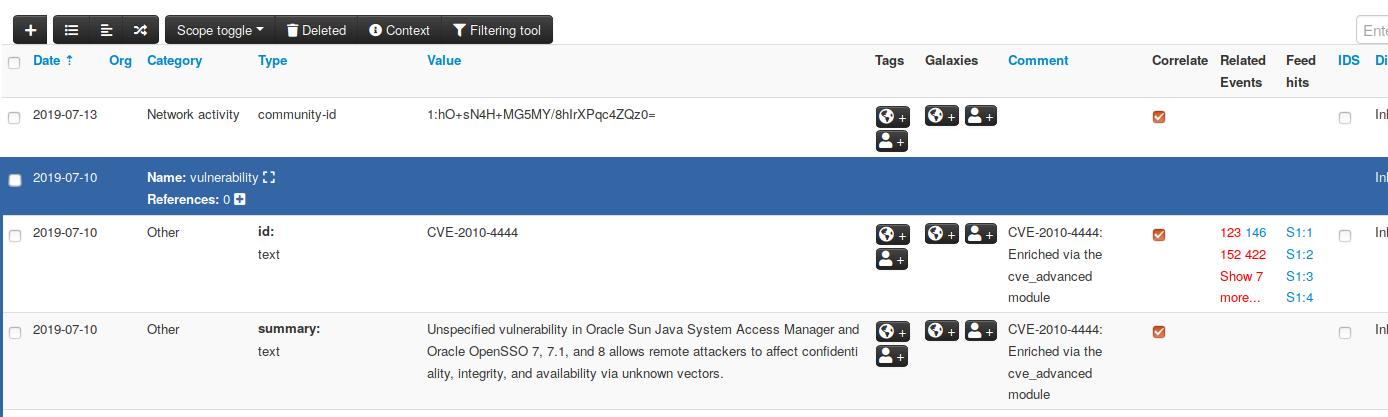 Scope toggle Deleted Context Filtering tool Ente
Date Org Category Type Value Tags Galaxies Comment Correlate Related Events Feed hits IDS Di
2019-07-13 Network activity community-id 1:hO+sN4H+MG5MY/8hIrXPqc4ZQz0= + + + + Inl
2019-07-10 Name: vulnerability Inl
References: 0
2019-07-10 Other id: CVE-2010-4444 + + + CVE-2010-4444: 123 146 S1:1 Inl
text + Enriched via the 152 422 S1:2
cve_advanced Show 7 S1:3
module more... S1:4
2019-07-10 Other summary: Unspecified vulnerability in Oracle Sun Java System Access Manager and + + + CVE-2010-4444: Inl
text Oracle OpenSSO 7, 7.1, and 8 allows remote attackers to affect confidenti + Enriched via the
ality, integrity, and availability via unknown vectors. cve_advanced
module